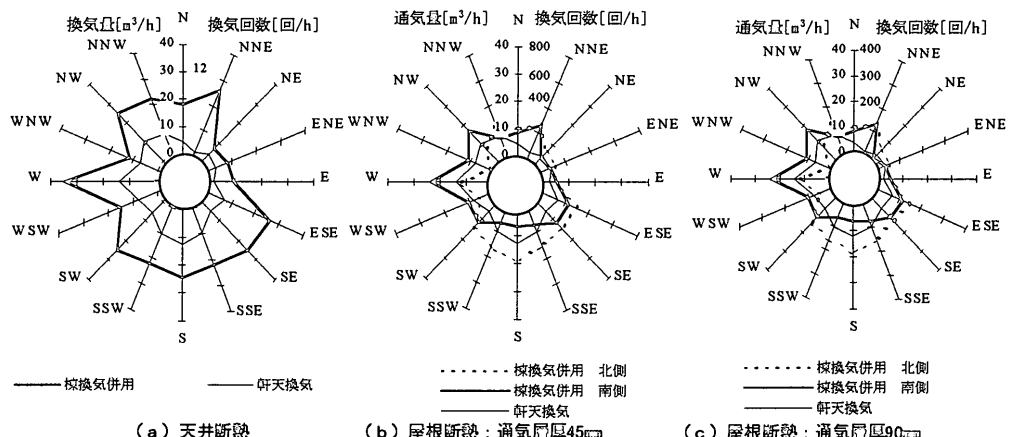 換気量[m³/h] 換気回数[回/h]
N
40
30
20
10
0
12
NNE
NE
ENE
E
ESE
SE
SSE
S
SSW
SW
WSW
W
WNW
NW
NNW
棟換気併用
軒天換気
(a) 天井断熱
通気量[m³/h] 換気回数[回/h]
N
40
30
20
10
0
800
600
400
NNE
NE
ENE
E
ESE
SE
SSE
S
SSW
SW
WSW
W
WNW
NW
NNW
棟換気併用 北側
棟換気併用 南側
軒天換気
(b) 屋根断熱:通気層厚45mm
通気量[m³/h] 換気回数[回/h]
N
40
30
20
10
0
400
300
200
NNE
NE
ENE
E
ESE
SE
SSE
S
SSW
SW
WSW
W
WNW
NW
NNW
棟換気併用 北側
棟換気併用 南側
軒天換気
(c) 屋根断熱:通気層厚90mm